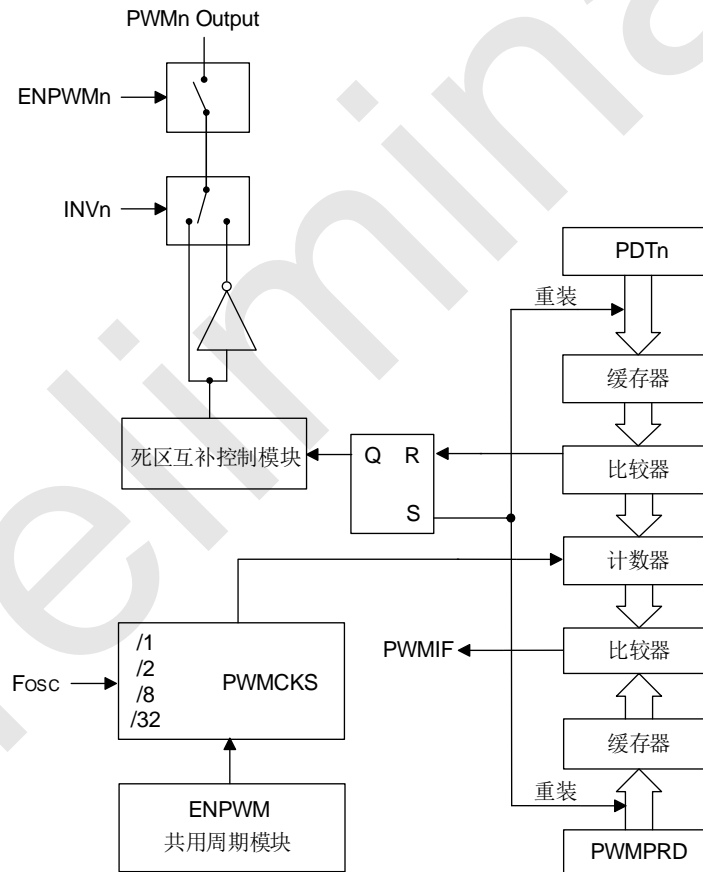 PWMn Output
ENPWMn
INVn
PDTn
重装
缓存器
死区互补控制模块
Q R
S
比较器
计数器
/1
/2
/8
/32
PWMCKS
Fosc
PWMIF
比较器
缓存器
ENPWM
共用周期模块
重装
PWMPRD